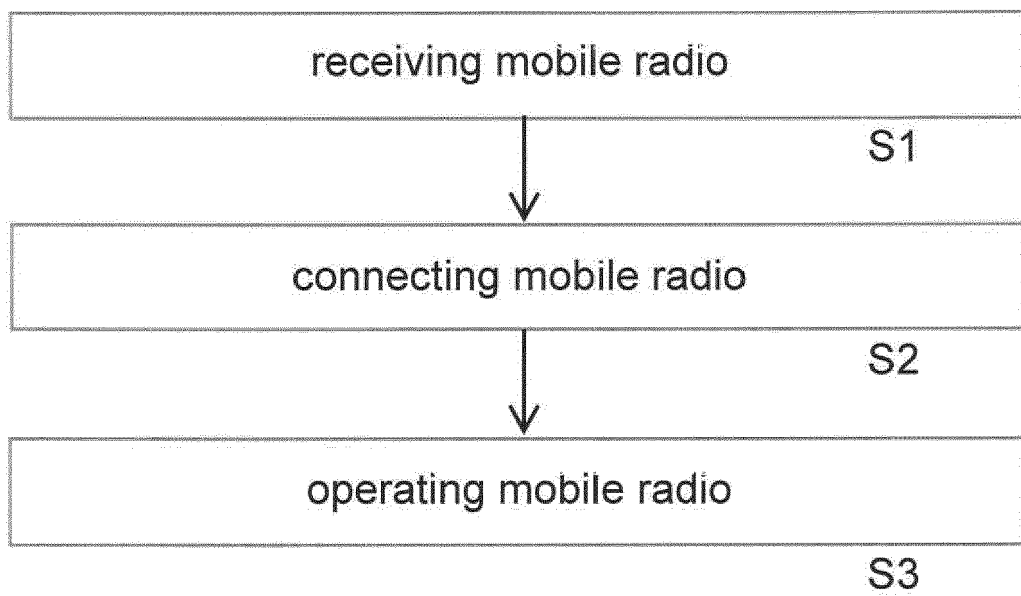 receiving mobile radio
S1
connecting mobile radio
S2
operating mobile radio
S3